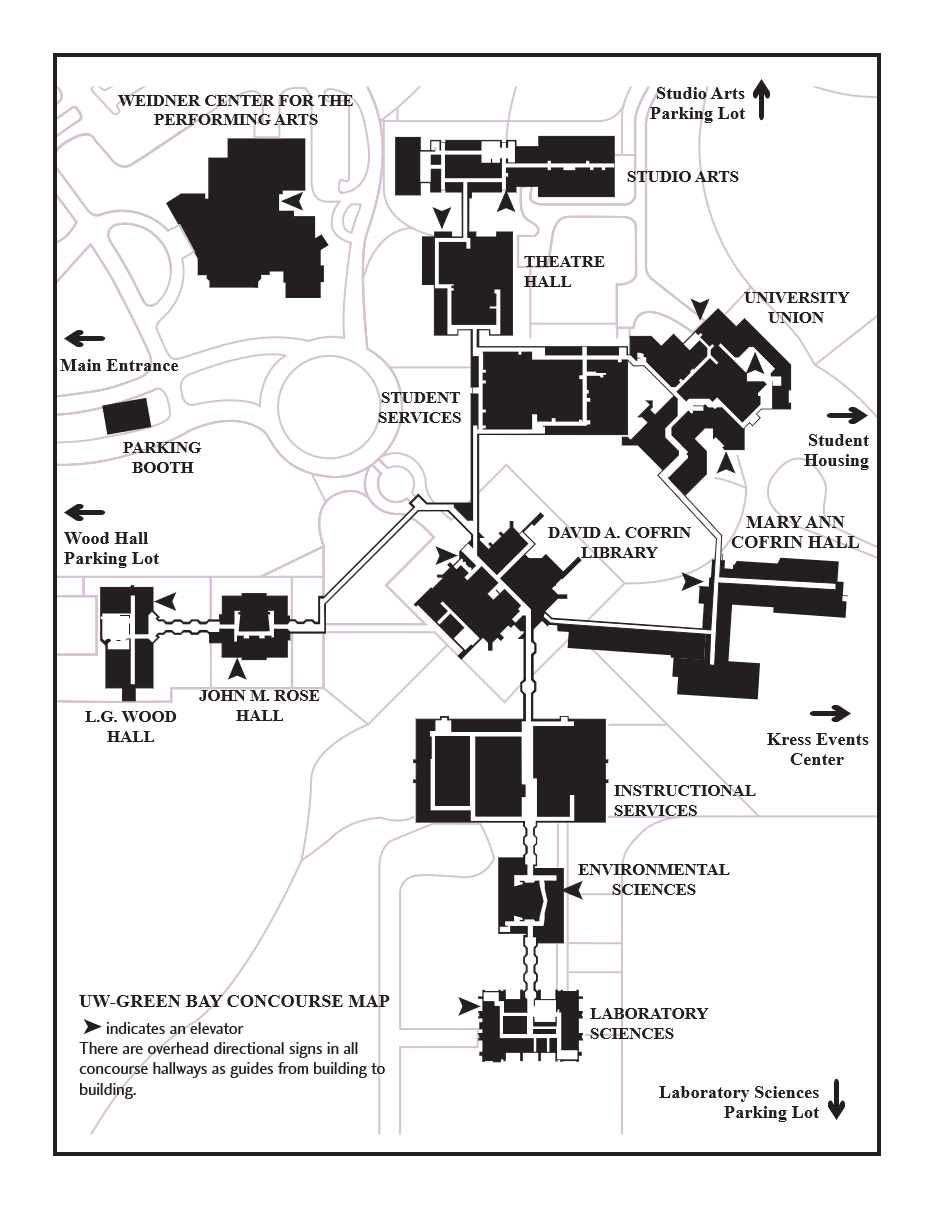 WEIDNER CENTER FOR THE
PERFORMING ARTS
Studio Arts
Parking Lot
STUDIO ARTS
THEATRE
HALL
UNIVERSITY
UNION
Main Entrance
STUDENT
SERVICES
PARKING
BOOTH
Student
Housing
Wood Hall
Parking Lot
DAVID A. COFRIN
LIBRARY
MARY ANN
COFRIN HALL
JOHN M. ROSE
HALL
L.G. WOOD
HALL
Kress Events
Center
INSTRUCTIONAL
SERVICES
ENVIRONMENTAL
SCIENCES
UW-GREEN BAY CONCOURSE MAP
indicates an elevator
There are overhead directional signs in all
concourse hallways as guides from building to
building.
LABORATORY
SCIENCES
Laboratory Sciences
Parking Lot